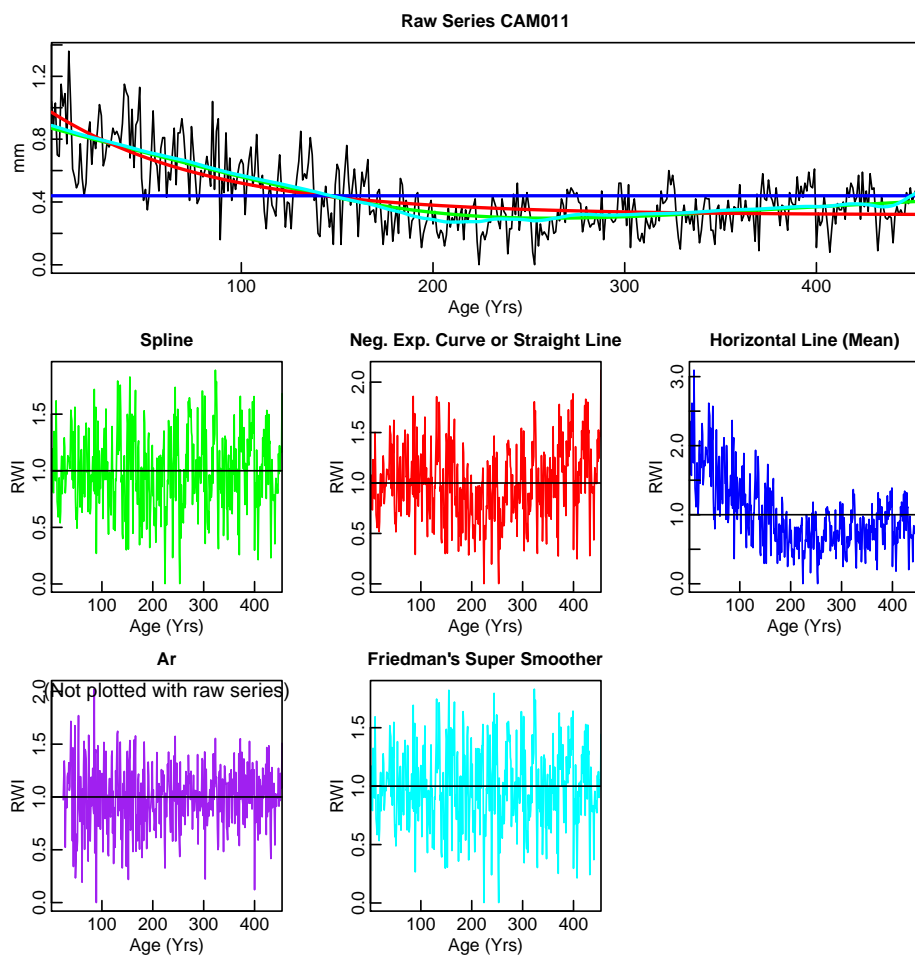 Raw Series CAM011
mm
0.0 0.4 0.8 1.2
100 200 300 400
Age (Yrs)
Spline
RWI
0.0 0.5 1.0 1.5
100 200 300 400
Age (Yrs)
Neg. Exp. Curve or Straight Line
RWI
0.0 0.5 1.0 1.5 2.0
100 200 300 400
Age (Yrs)
Horizontal Line (Mean)
RWI
0.0 1.0 2.0 3.0
100 200 300 400
Age (Yrs)
Ar
(Not plotted with raw series)
RWI
0.0 0.5 1.0 1.5 2.0
100 200 300 400
Age (Yrs)
Friedman's Super Smoother
RWI
0.0 0.5 1.0 1.5
100 200 300 400
Age (Yrs)